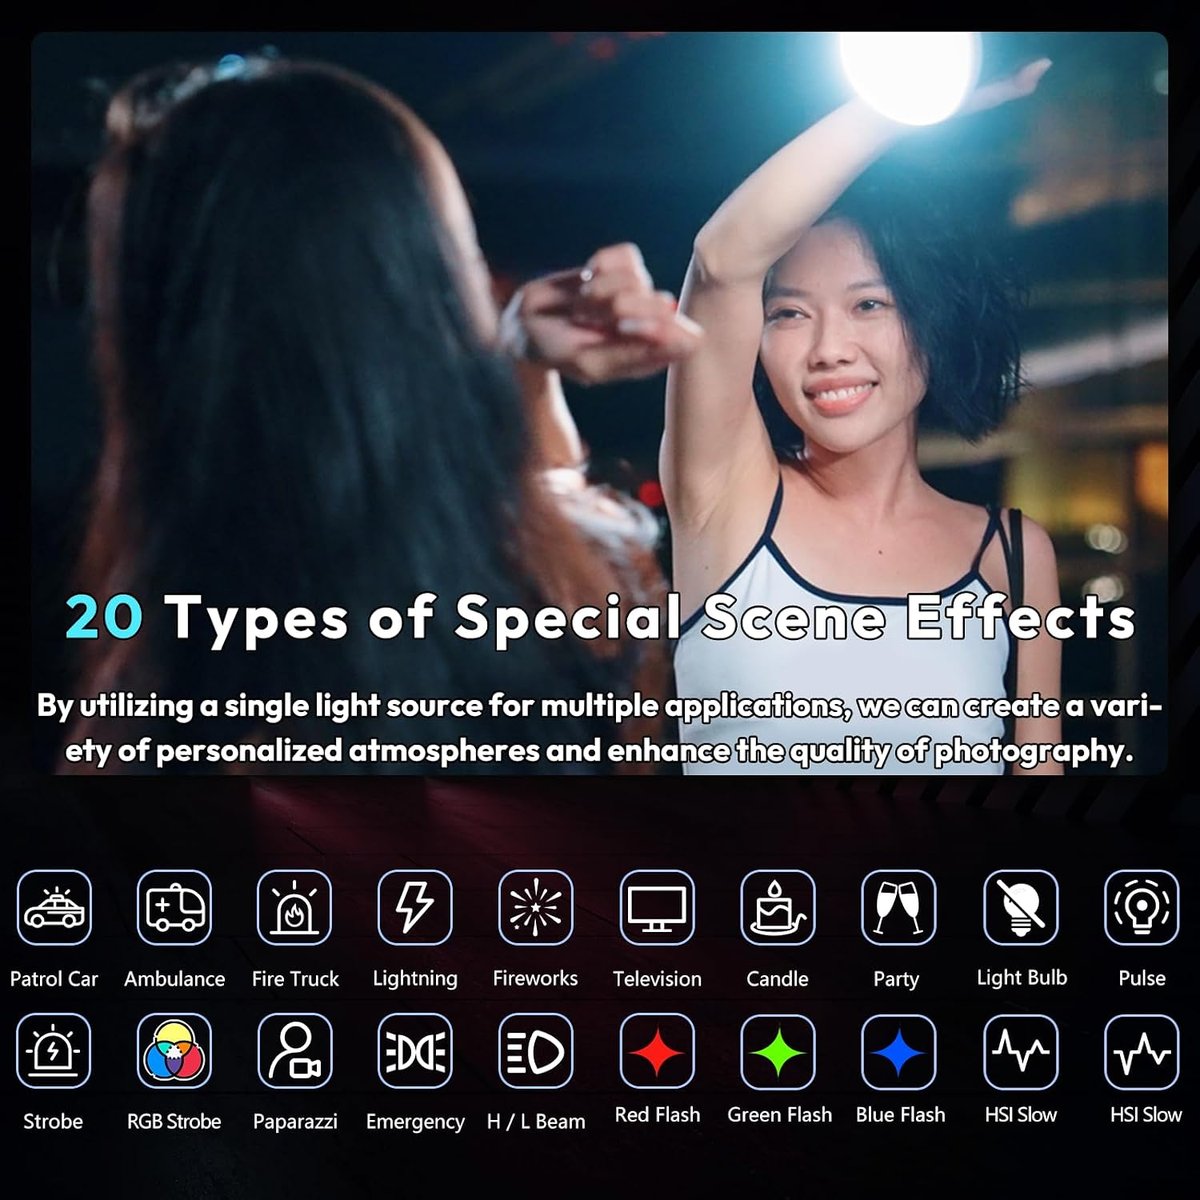 20 Types of Special Scene Effects
By utilizing a single light source for multiple applications, we can create a vari-
ety of personalized atmospheres and enhance the quality of photography.
Patrol Car Ambulance Fire Truck Lightning Fireworks Television Candle Party Light Bulb Pulse
Strobe RGB Strobe Paparazzi Emergency H / L Beam Red Flash Green Flash Blue Flash HSI Slow HSI Slow